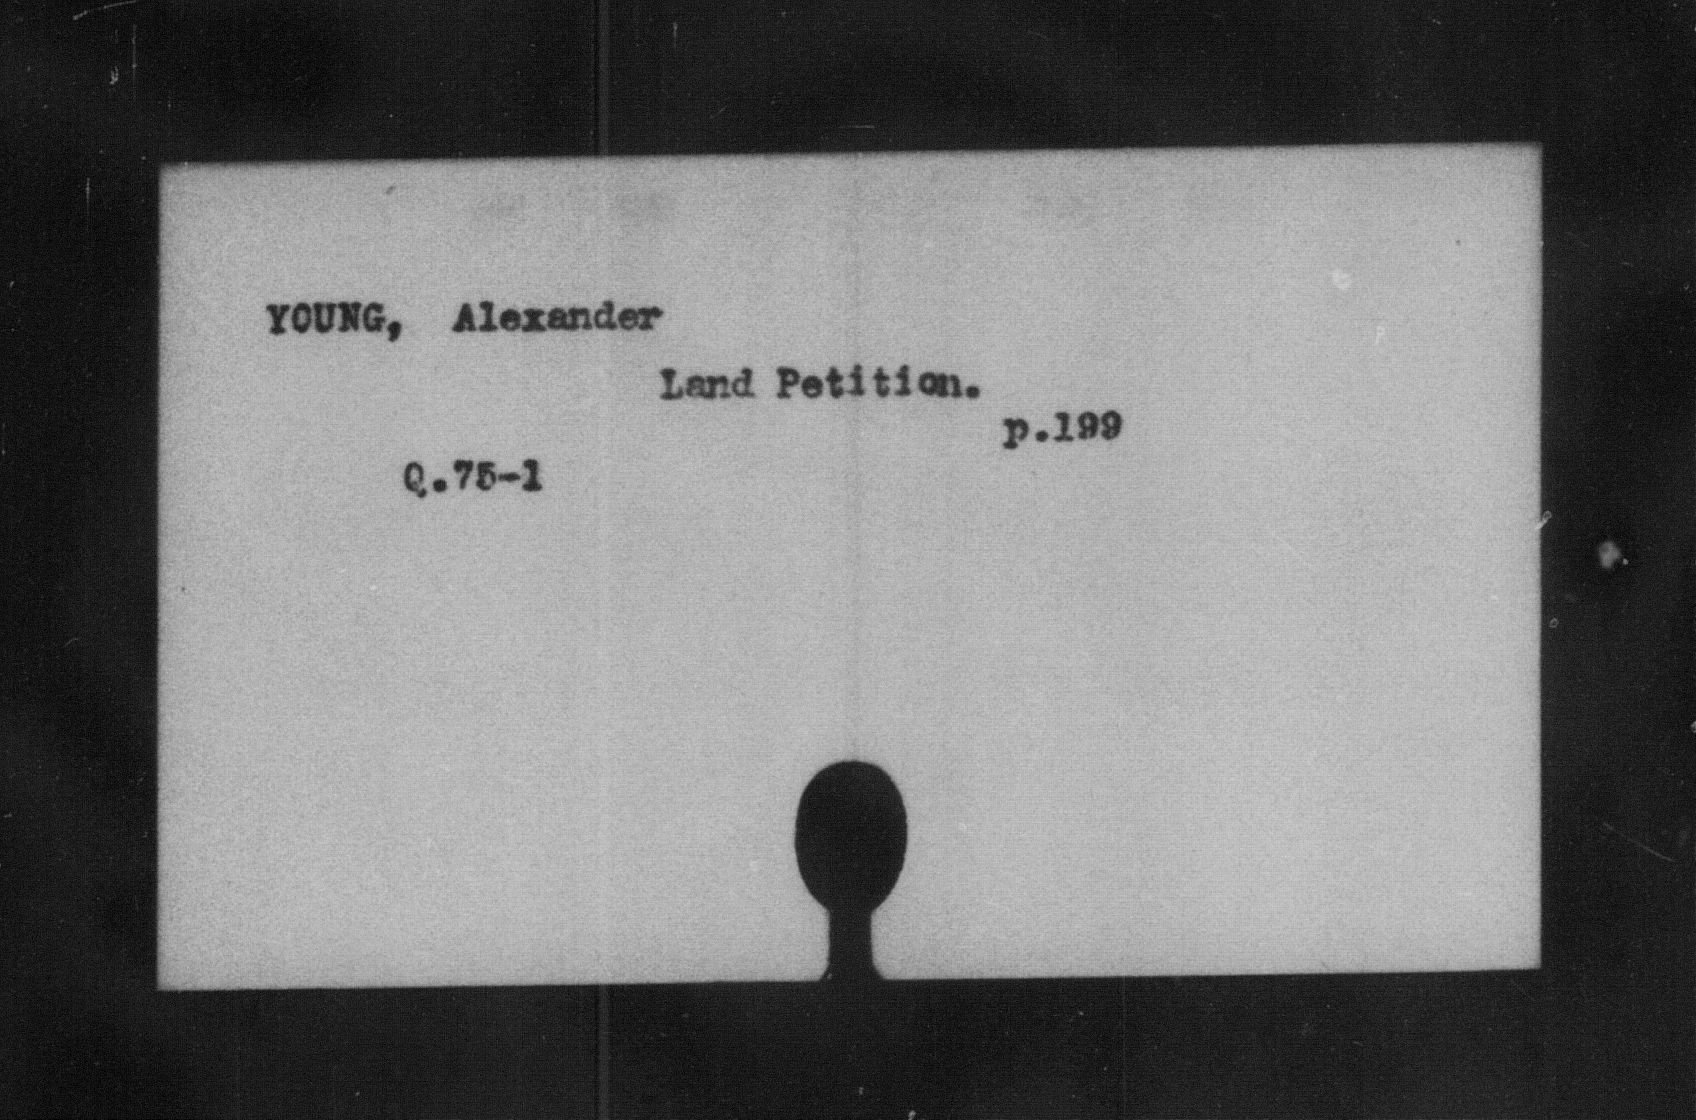 YOUNG, Alexander
Land Petition.
p.199
Q.75-1